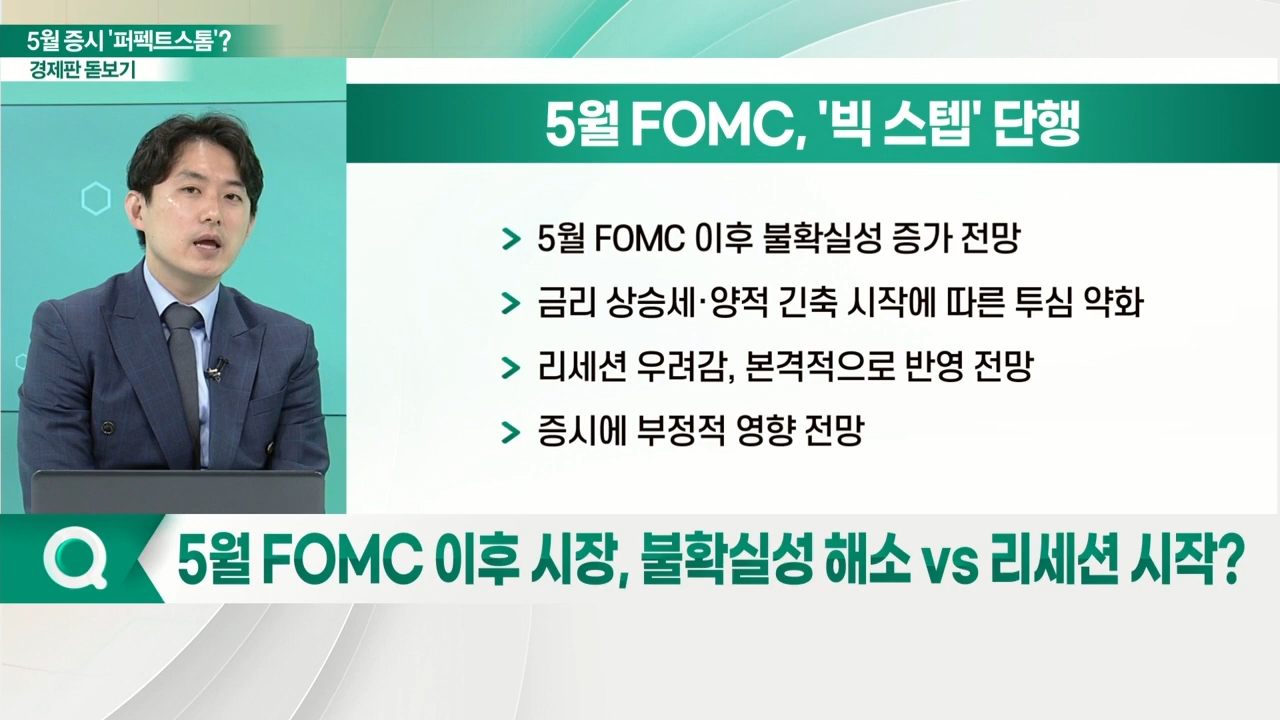 5월 증시 '퍼펙트스톰'?
경제판 돋보기
5월 FOMC, '빅 스텝' 단행
> 5월 FOMC 이후 불확실성 증가 전망
> 금리 상승세·양적 긴축 시작에 따른 투심 약화
> 리세션 우려감, 본격적으로 반영 전망
> 증시에 부정적 영향 전망
5월 FOMC 이후 시장, 불확실성 해소 vs 리세션 시작?